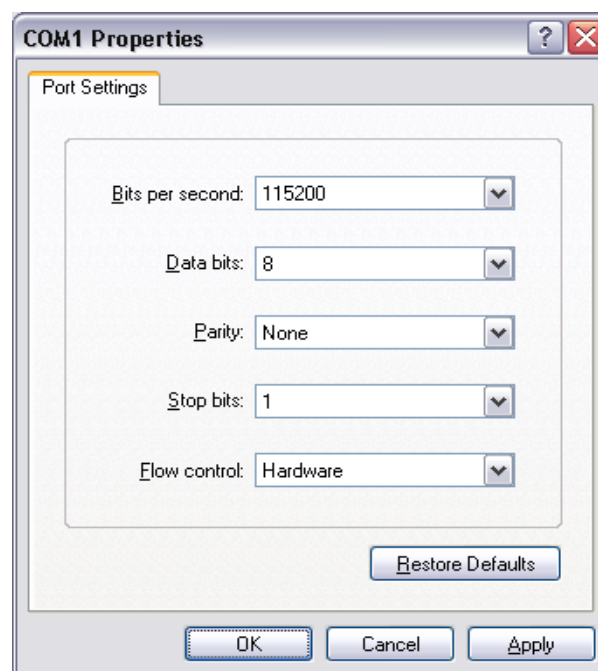 COM1 Properties
Port Settings
Bits per second: 115200
Data bits: 8
Parity: None
Stop bits: 1
Flow control: Hardware
Restore Defaults
OK Cancel Apply